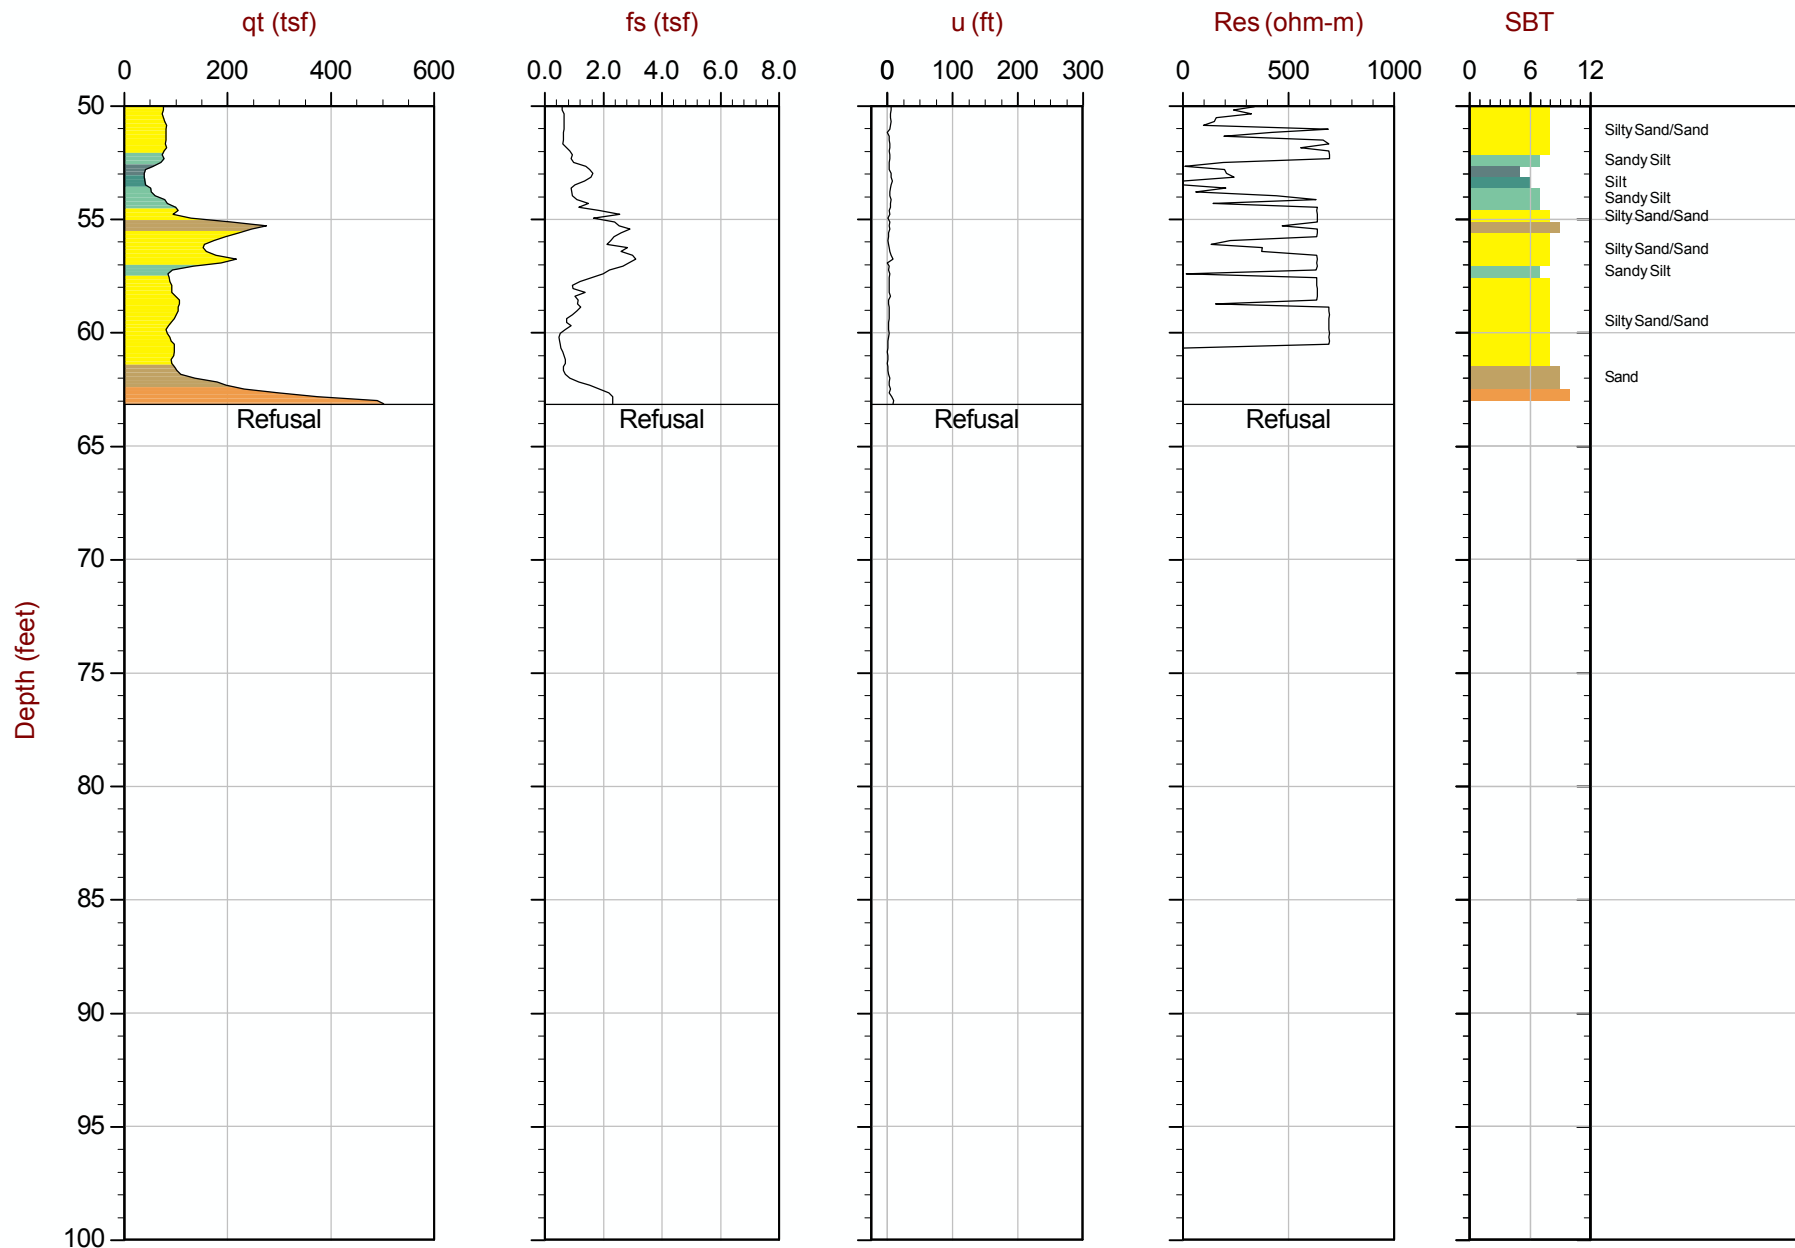 qt (tsf) fs (tsf) u (ft) Res (ohm-m) SBT
0 200 400 600 0.0 2.0 4.0 6.0 8.0 0 100 200 300 0 500 1000 0 6 12
50
Silty Sand/Sand
Sandy Silt
Silt
Sandy Silt
Silty Sand/Sand
55
Silty Sand/Sand
Sandy Silt
Silty Sand/Sand
60
Sand
Refusal Refusal Refusal Refusal
65
70
Depth (feet)
75
80
85
90
95
100